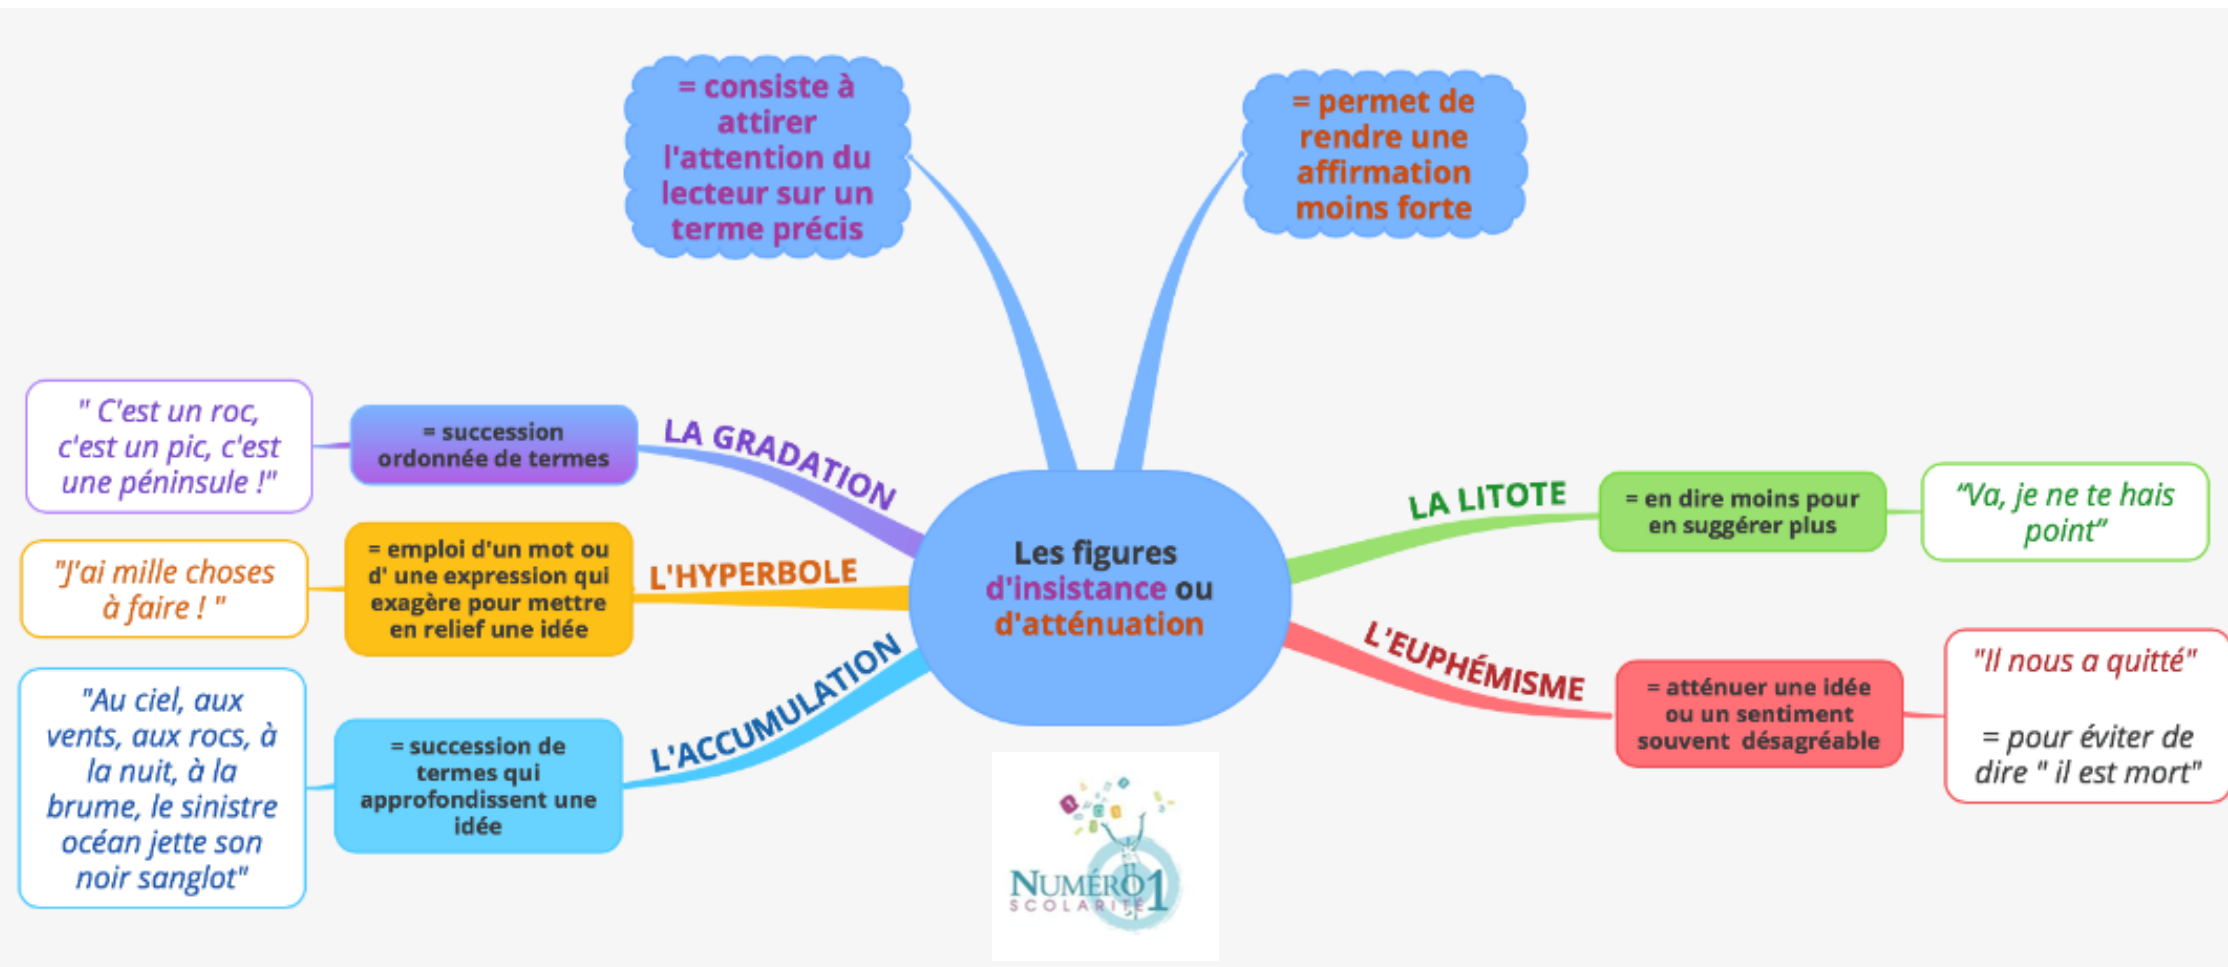 = consiste à
attirer
l'attention du
lecteur sur un
terme précis
= permet de
rendre une
affirmation
moins forte
Les figures
d'insistance ou
d'atténuation
LA GRADATION
= succession
ordonnée de termes
" C'est un roc,
c'est un pic, c'est
une péninsule !"
L'HYPERBOLE
= emploi d'un mot ou
d' une expression qui
exagère pour mettre
en relief une idée
"J'ai mille choses
à faire ! "
L'ACCUMULATION
= succession de
termes qui
approfondissent une
idée
"Au ciel, aux
vents, aux rocs, à
la nuit, à la
brume, le sinistre
océan jette son
noir sanglot"
LA LITOTE
= en dire moins pour
en suggérer plus
“Va, je ne te hais
point”
L'EUPHÉMISME
= atténuer une idée
ou un sentiment
souvent désagréable
"Il nous a quitté"
= pour éviter de
dire " il est mort"
NUMÉRO1
SCOLARITÉ